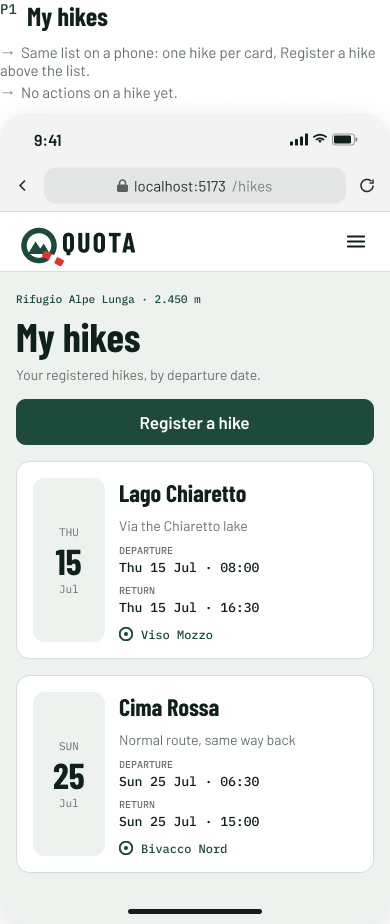 P1 My hikes
→ Same list on a phone: one hike per card, Register a hike
above the list.
→ No actions on a hike yet.
9:41
localhost:5173 /hikes
QUOTA
Rifugio Alpe Lunga · 2.450 m
My hikes
Your registered hikes, by departure date.
Register a hike
THU
15
Jul
Lago Chiaretto
Via the Chiaretto lake
DEPARTURE
Thu 15 Jul · 08:00
RETURN
Thu 15 Jul · 16:30
Viso Mozzo
SUN
25
Jul
Cima Rossa
Normal route, same way back
DEPARTURE
Sun 25 Jul · 06:30
RETURN
Sun 25 Jul · 15:00
Bivacco Nord